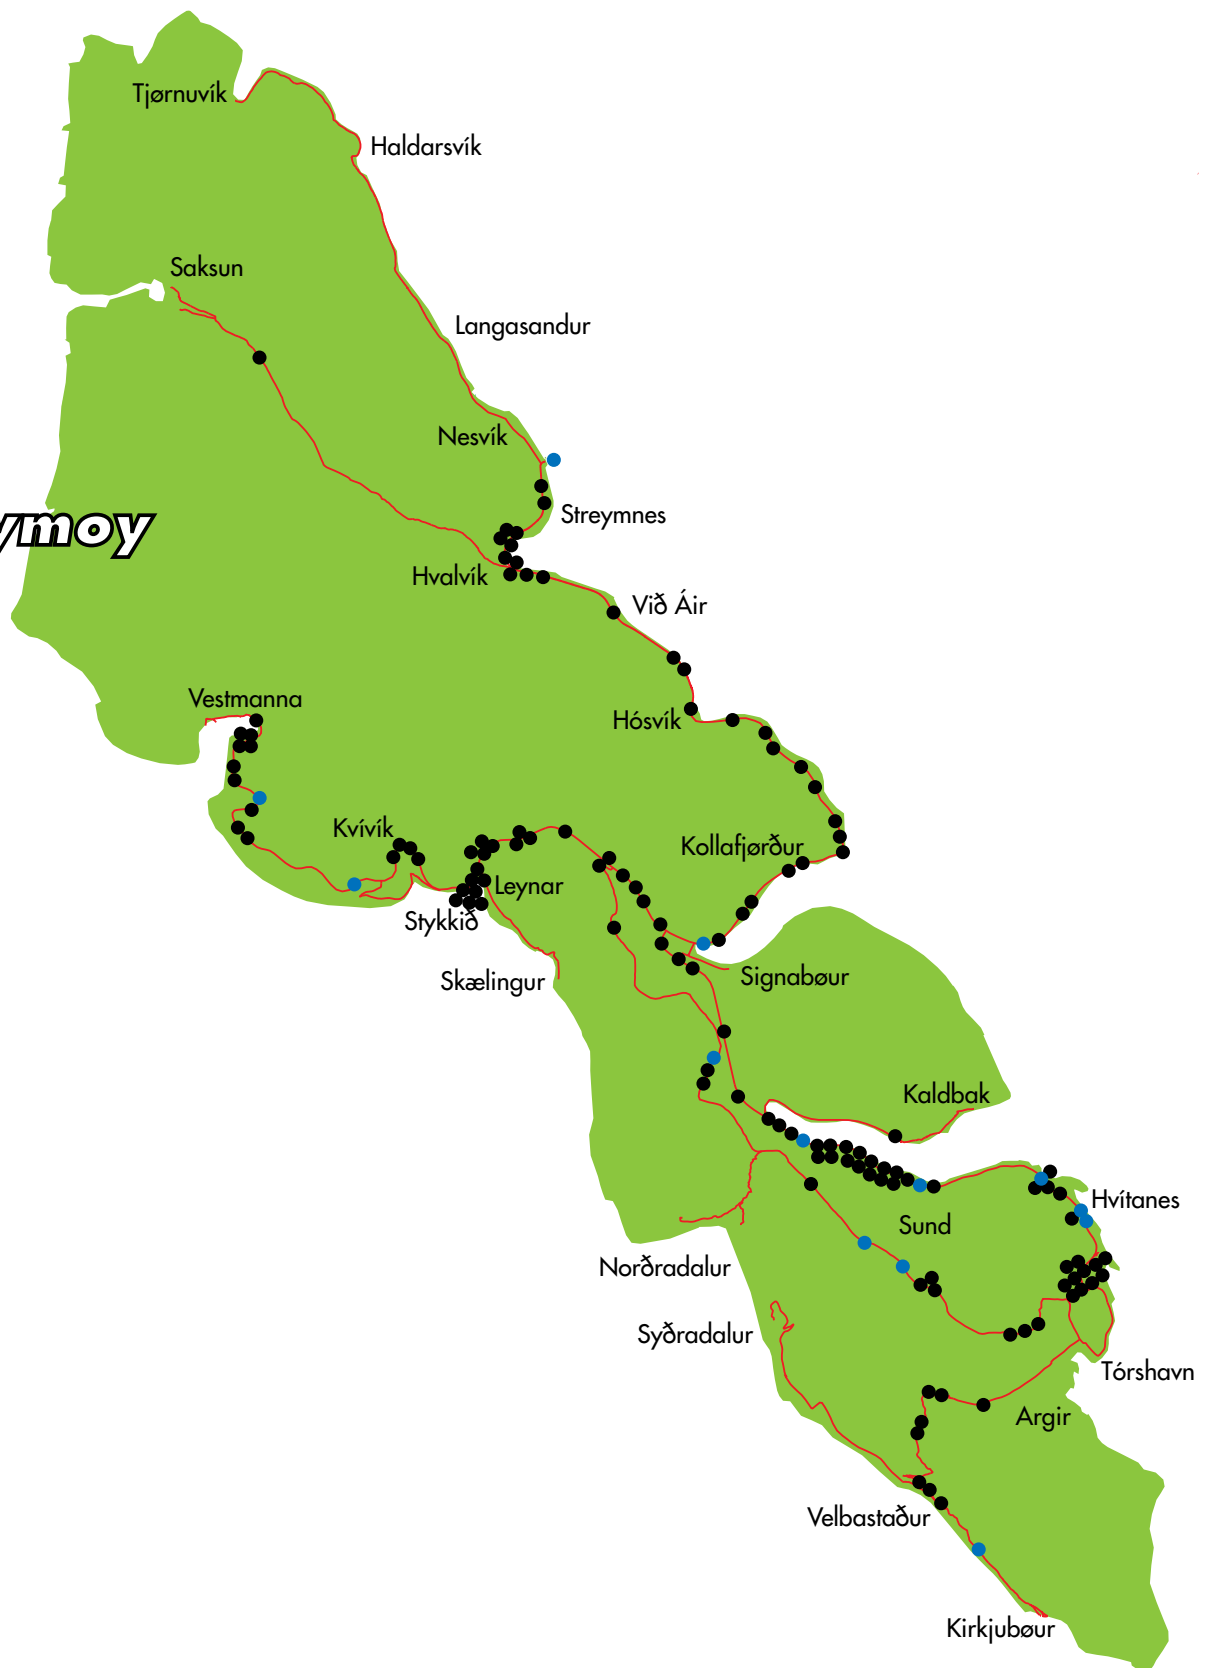 Tjørnuvík
Haldarsvík
Saksun
Langasandur
Nesvík
Streymnes
ymoy
Hvalvík
Við Áir
Vestmanna
Hósvík
Kvívík
Kollafjørður
Leynar
Stykkið
Skælingur
Signabøur
Kaldbak
Hvítanes
Sund
Norðradalur
Syðradalur
Tórshavn
Argir
Velbastaður
Kirkjubøur